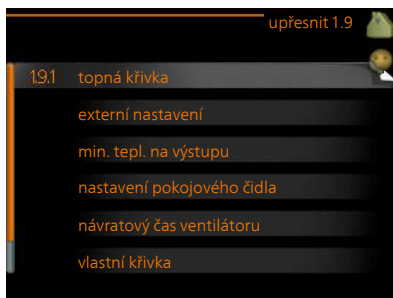 upřesnit 1.9
1.9.1 topná křivka
externí nastavení
min. tepl. na výstupu
nastavení pokojového čidla
návratový čas ventilátoru
vlastní křivka